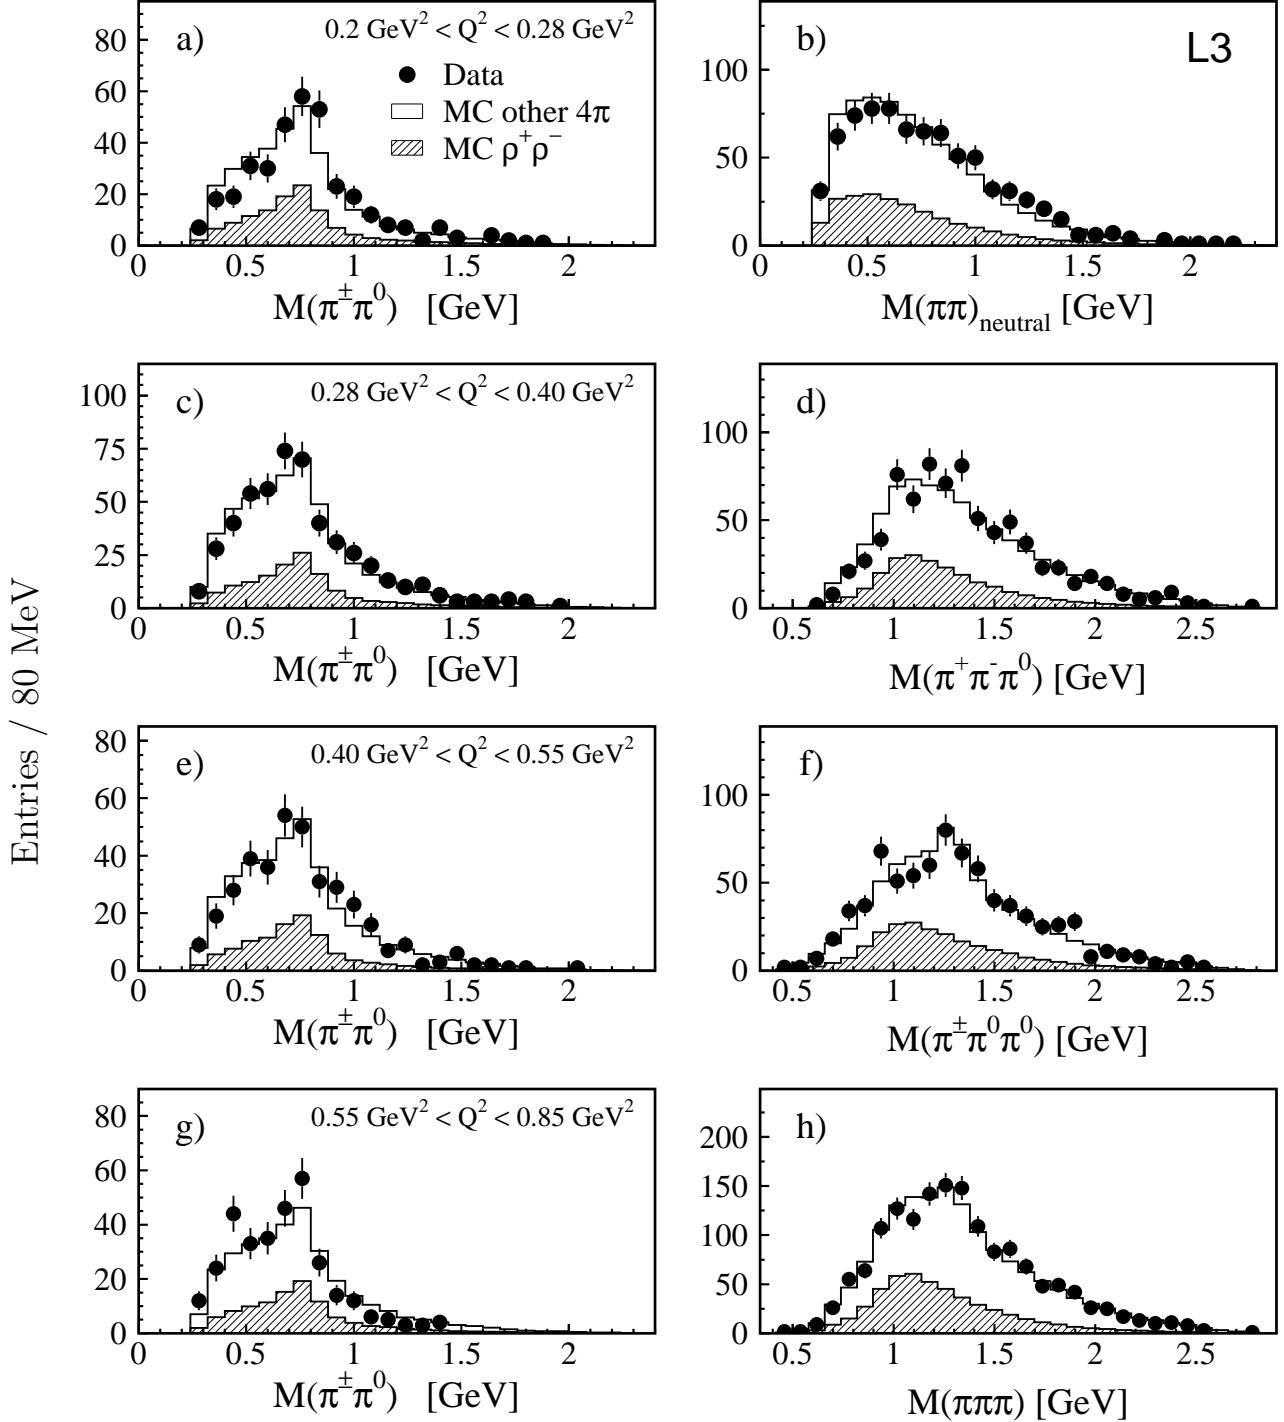 Entries / 80 MeV
a)
0.2 GeV² < Q² < 0.28 GeV²
Data
MC other 4π
MC ρ⁺ρ⁻
80
60
40
20
0
0 0.5 1 1.5 2
M(π±π⁰) [GeV]
b)
L3
100
50
0
0 0.5 1 1.5 2
M(ππ)neutral [GeV]
c)
0.28 GeV² < Q² < 0.40 GeV²
100
75
50
25
0
0 0.5 1 1.5 2
M(π±π⁰) [GeV]
d)
100
50
0
0.5 1 1.5 2 2.5
M(π⁺π⁻π⁰) [GeV]
e)
0.40 GeV² < Q² < 0.55 GeV²
80
60
40
20
0
0 0.5 1 1.5 2
M(π±π⁰) [GeV]
f)
100
50
0
0.5 1 1.5 2 2.5
M(π±π⁰π⁰) [GeV]
g)
0.55 GeV² < Q² < 0.85 GeV²
80
60
40
20
0
0 0.5 1 1.5 2
M(π±π⁰) [GeV]
h)
200
150
100
50
0
0.5 1 1.5 2 2.5
M(πππ) [GeV]